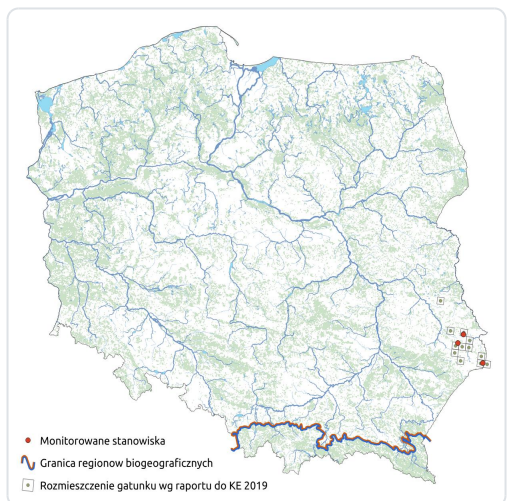 Monitorowane stanowiska
Granica regionow biogeograficznych
Rozmieszczenie gatunku wg raportu do KE 2019